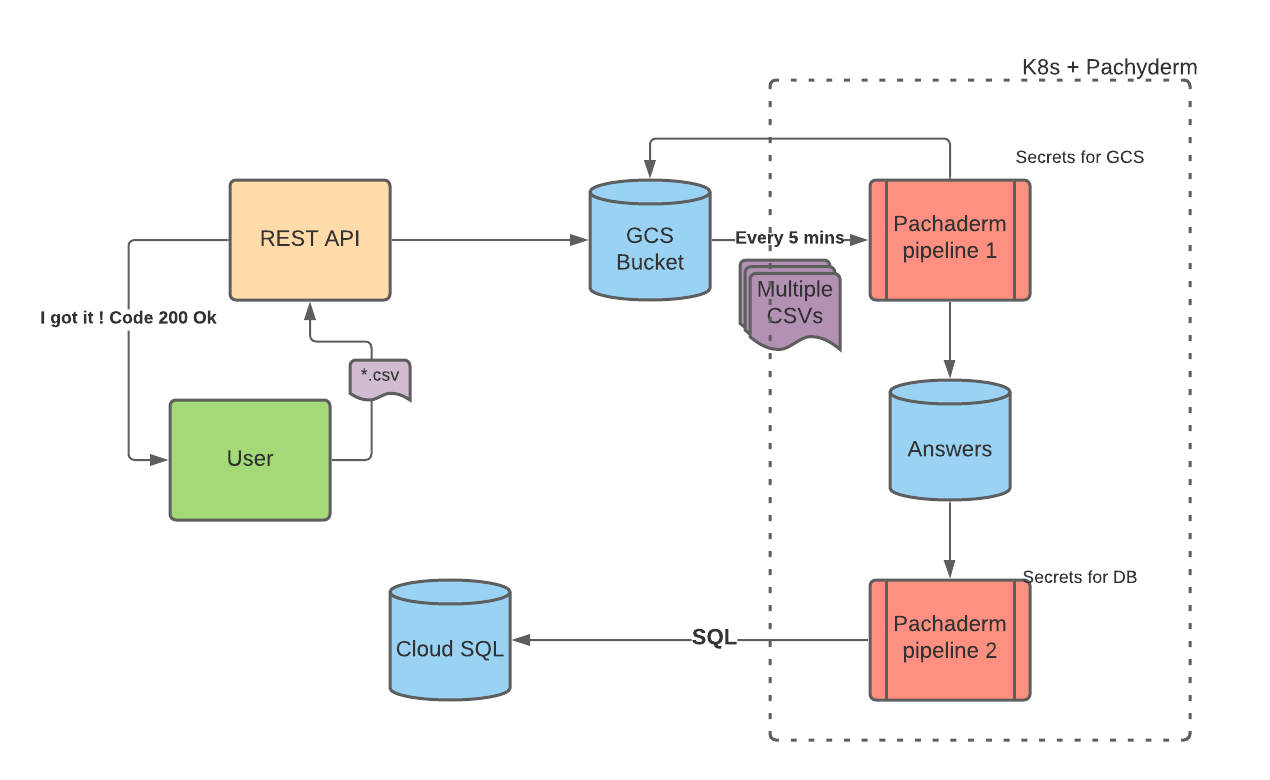 K8s + Pachyderm
Secrets for GCS
REST API
GCS
Bucket
Every 5 mins
Pachaderm
pipeline 1
Multiple
CSVs
I got it ! Code 200 Ok
*.csv
User
Answers
Secrets for DB
Cloud SQL
SQL
Pachaderm
pipeline 2